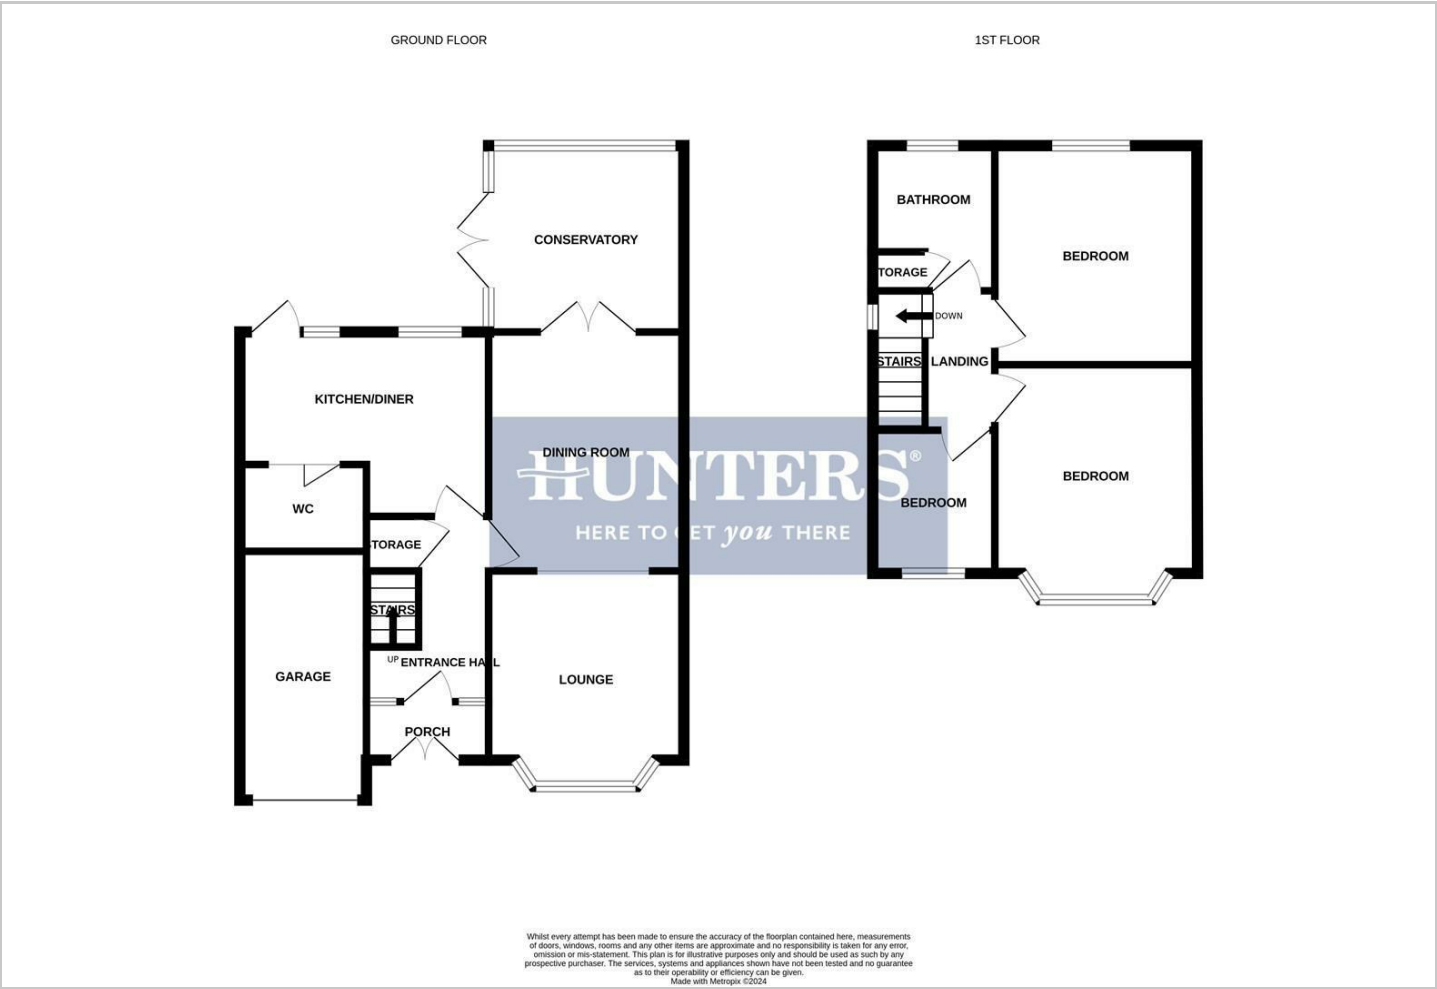 GROUND FLOOR
1ST FLOOR
CONSERVATORY
KITCHEN/DINER
DINING ROOM
WC
STORAGE
STAIRS
UP
ENTRANCE HALL
GARAGE
LOUNGE
PORCH
BATHROOM
BEDROOM
STORAGE
DOWN
STAIRS
LANDING
BEDROOM
BEDROOM
HUNTERS®
HERE TO GET you THERE
Whilst every attempt has been made to ensure the accuracy of the floorplan contained here, measurements
of doors, windows, rooms and any other items are approximate and no responsibility is taken for any error,
omission or mis-statement. This plan is for illustrative purposes only and should be used as such by any
prospective purchaser. The services, systems and appliances shown have not been tested and no guarantee
as to their operability or efficiency can be given.
Made with Metropix ©2024